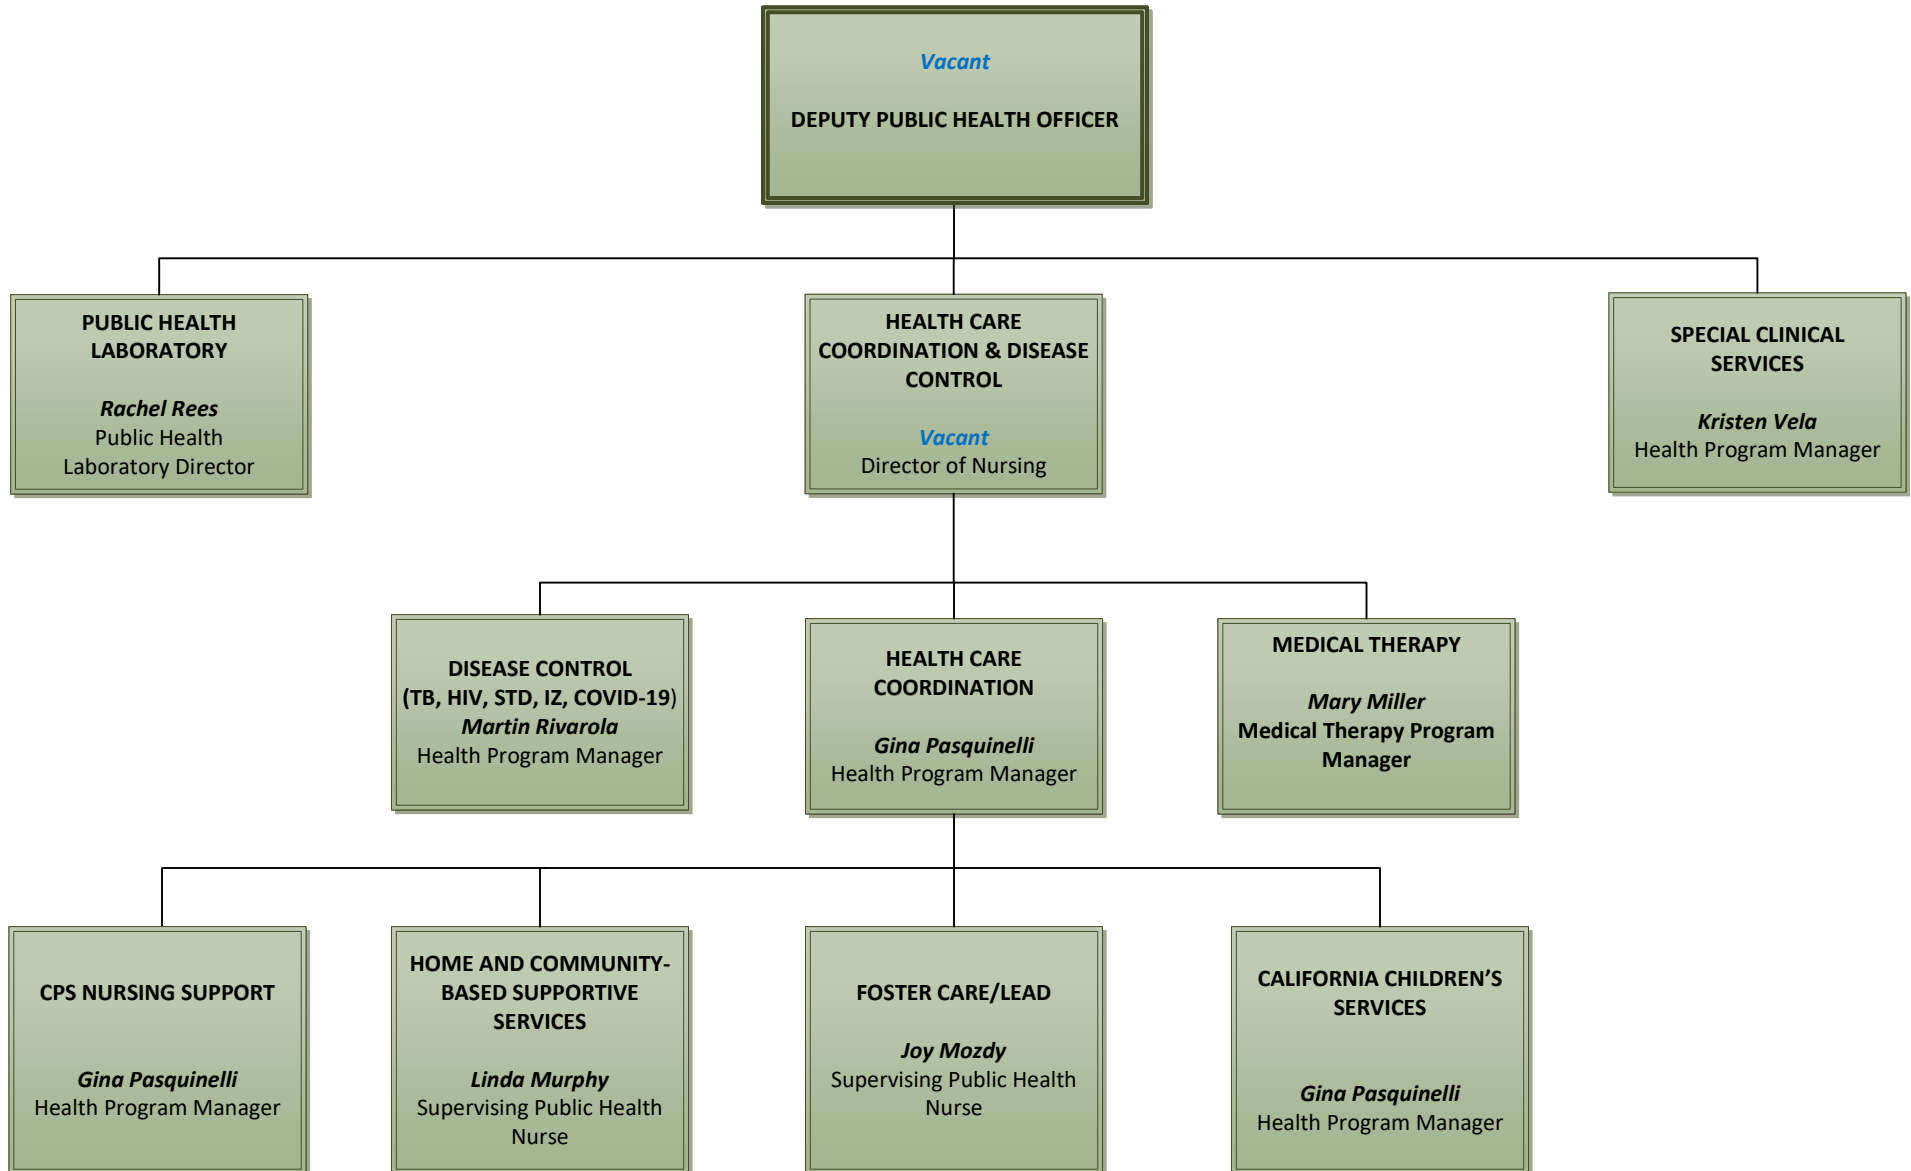 Vacant
DEPUTY PUBLIC HEALTH OFFICER
PUBLIC HEALTH
LABORATORY
Rachel Rees
Public Health
Laboratory Director
HEALTH CARE
COORDINATION & DISEASE
CONTROL
Vacant
Director of Nursing
SPECIAL CLINICAL
SERVICES
Kristen Vela
Health Program Manager
DISEASE CONTROL
(TB, HIV, STD, IZ, COVID-19)
Martin Rivarola
Health Program Manager
HEALTH CARE
COORDINATION
Gina Pasquinelli
Health Program Manager
MEDICAL THERAPY
Mary Miller
Medical Therapy Program
Manager
CPS NURSING SUPPORT
Gina Pasquinelli
Health Program Manager
HOME AND COMMUNITY-
BASED SUPPORTIVE
SERVICES
Linda Murphy
Supervising Public Health
Nurse
FOSTER CARE/LEAD
Joy Mozdy
Supervising Public Health
Nurse
CALIFORNIA CHILDREN’S
SERVICES
Gina Pasquinelli
Health Program Manager